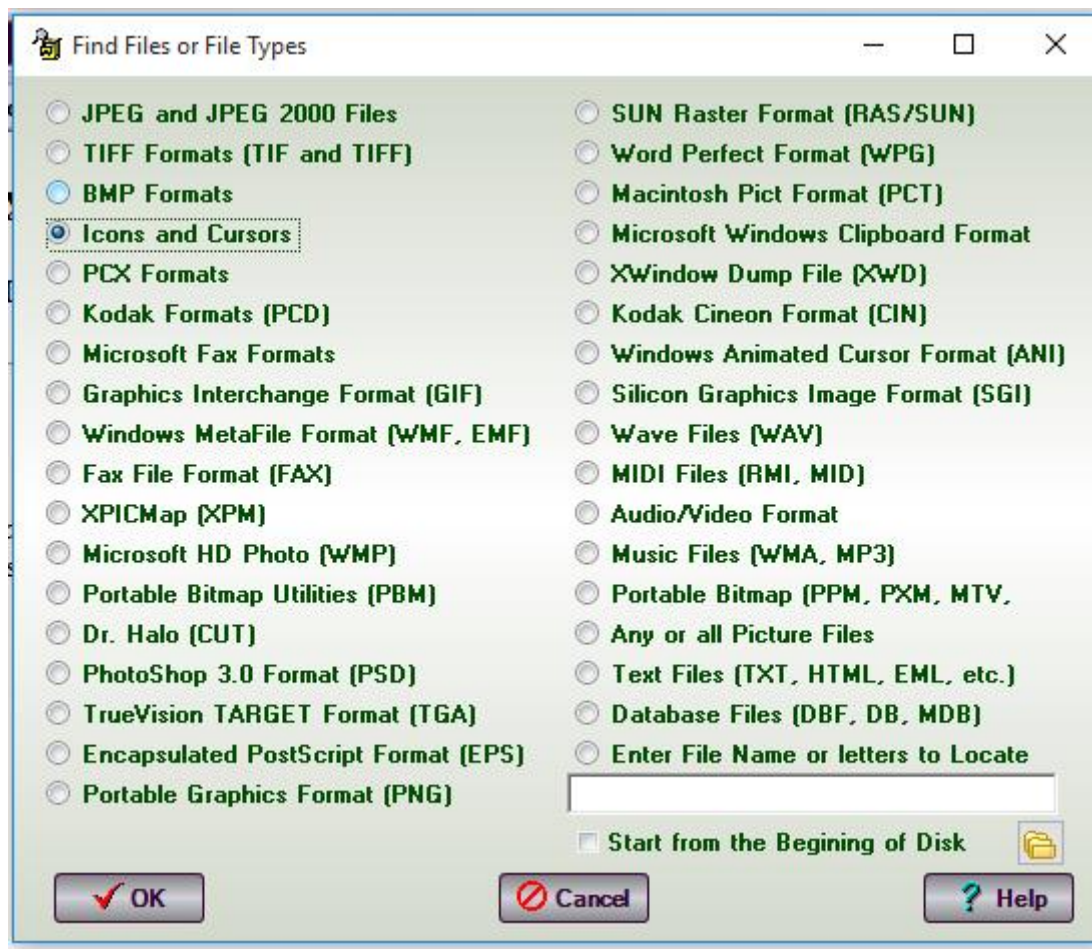 Find Files or File Types
JPEG and JPEG 2000 Files
TIFF Formats (TIF and TIFF)
BMP Formats
Icons and Cursors
PCX Formats
Kodak Formats (PCD)
Microsoft Fax Formats
Graphics Interchange Format (GIF)
Windows MetaFile Format (WMF, EMF)
Fax File Format (FAX)
XPICMap (XPM)
Microsoft HD Photo (WMP)
Portable Bitmap Utilities (PBM)
Dr. Halo (CUT)
PhotoShop 3.0 Format (PSD)
TrueVision TARGET Format (TGA)
Encapsulated PostScript Format (EPS)
Portable Graphics Format (PNG)
SUN Raster Format (RAS/SUN)
Word Perfect Format (WPG)
Macintosh Pict Format (PCT)
Microsoft Windows Clipboard Format
XWindow Dump File (XWD)
Kodak Cineon Format (CIN)
Windows Animated Cursor Format (ANI)
Silicon Graphics Image Format (SGI)
Wave Files (WAV)
MIDI Files (RMI, MID)
Audio/Video Format
Music Files (WMA, MP3)
Portable Bitmap (PPM, PXM, MTV,
Any or all Picture Files
Text Files (TXT, HTML, EML, etc.)
Database Files (DBF, DB, MDB)
Enter File Name or letters to Locate
Start from the Begining of Disk
OK
Cancel
Help